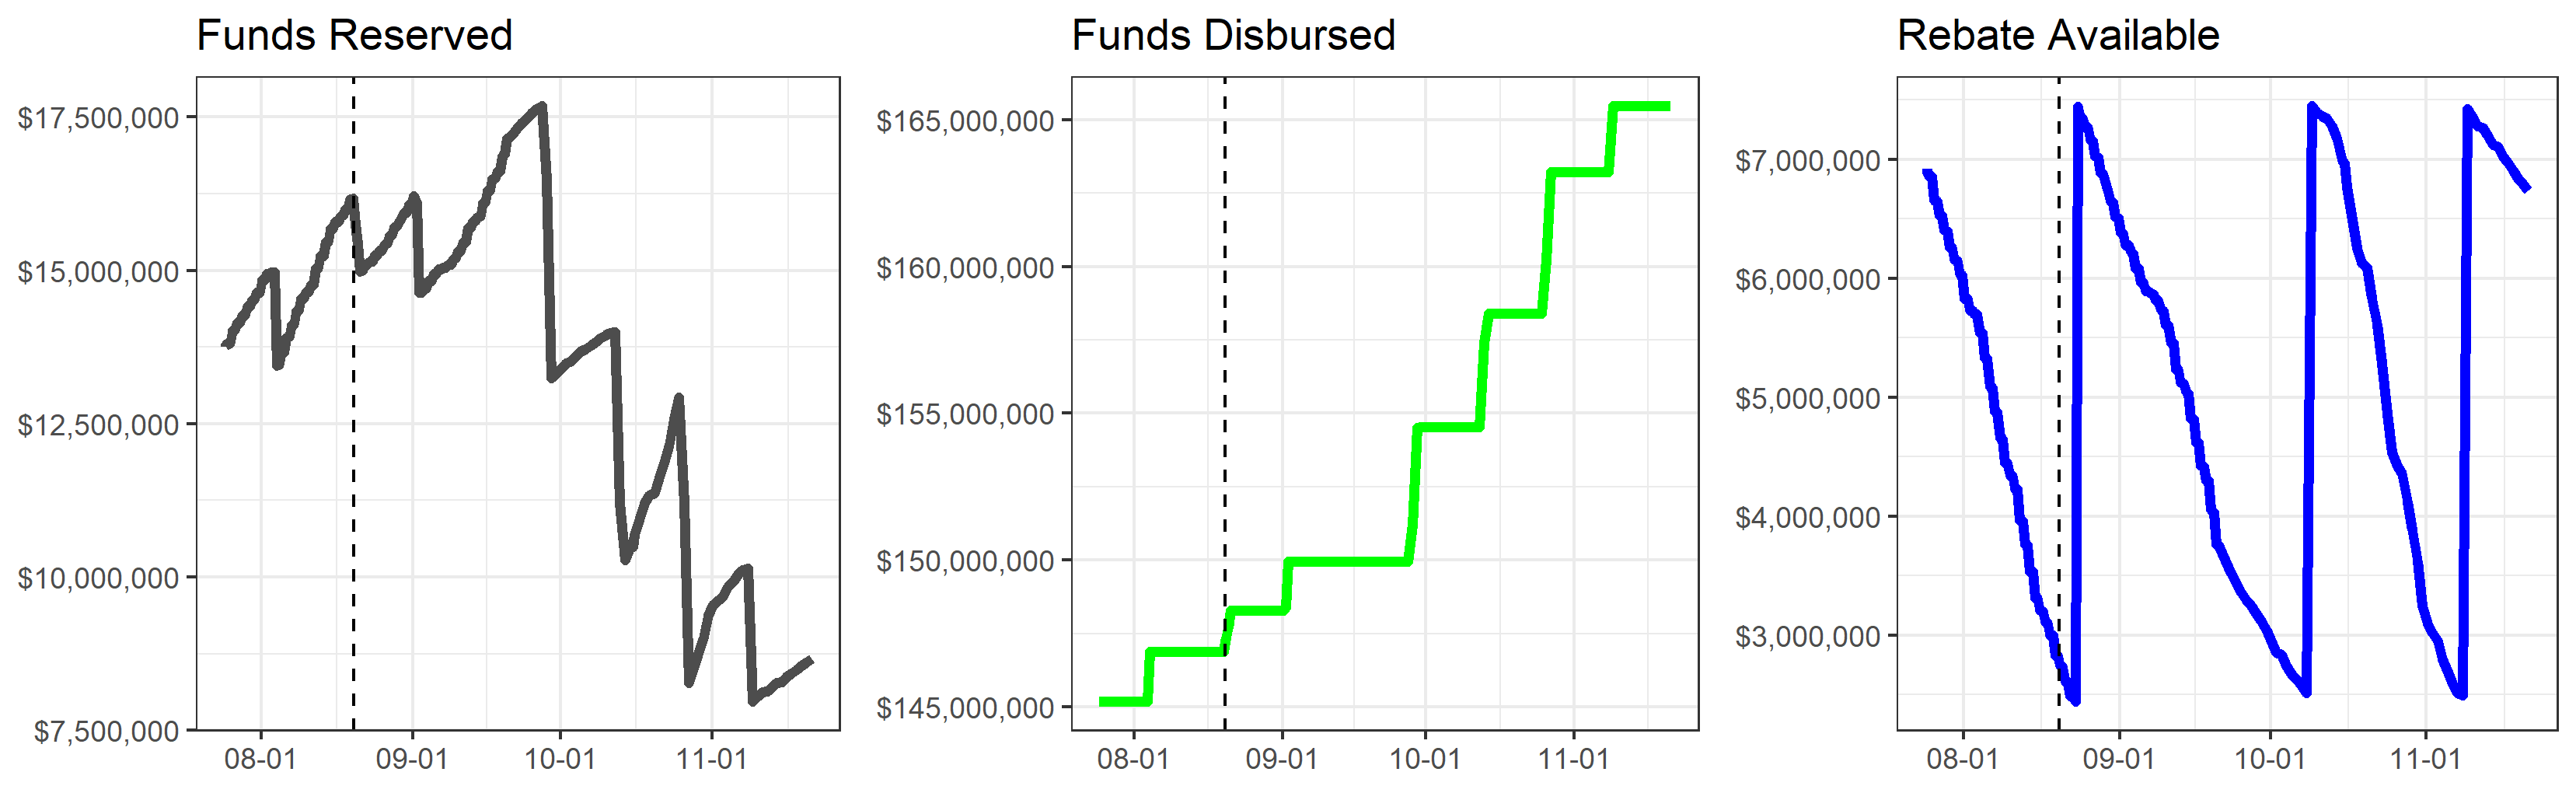 Funds Reserved
$17,500,000
$15,000,000
$12,500,000
$10,000,000
$7,500,000
08-01 09-01 10-01 11-01
Funds Disbursed
$165,000,000
$160,000,000
$155,000,000
$150,000,000
$145,000,000
08-01 09-01 10-01 11-01
Rebate Available
$7,000,000
$6,000,000
$5,000,000
$4,000,000
$3,000,000
08-01 09-01 10-01 11-01